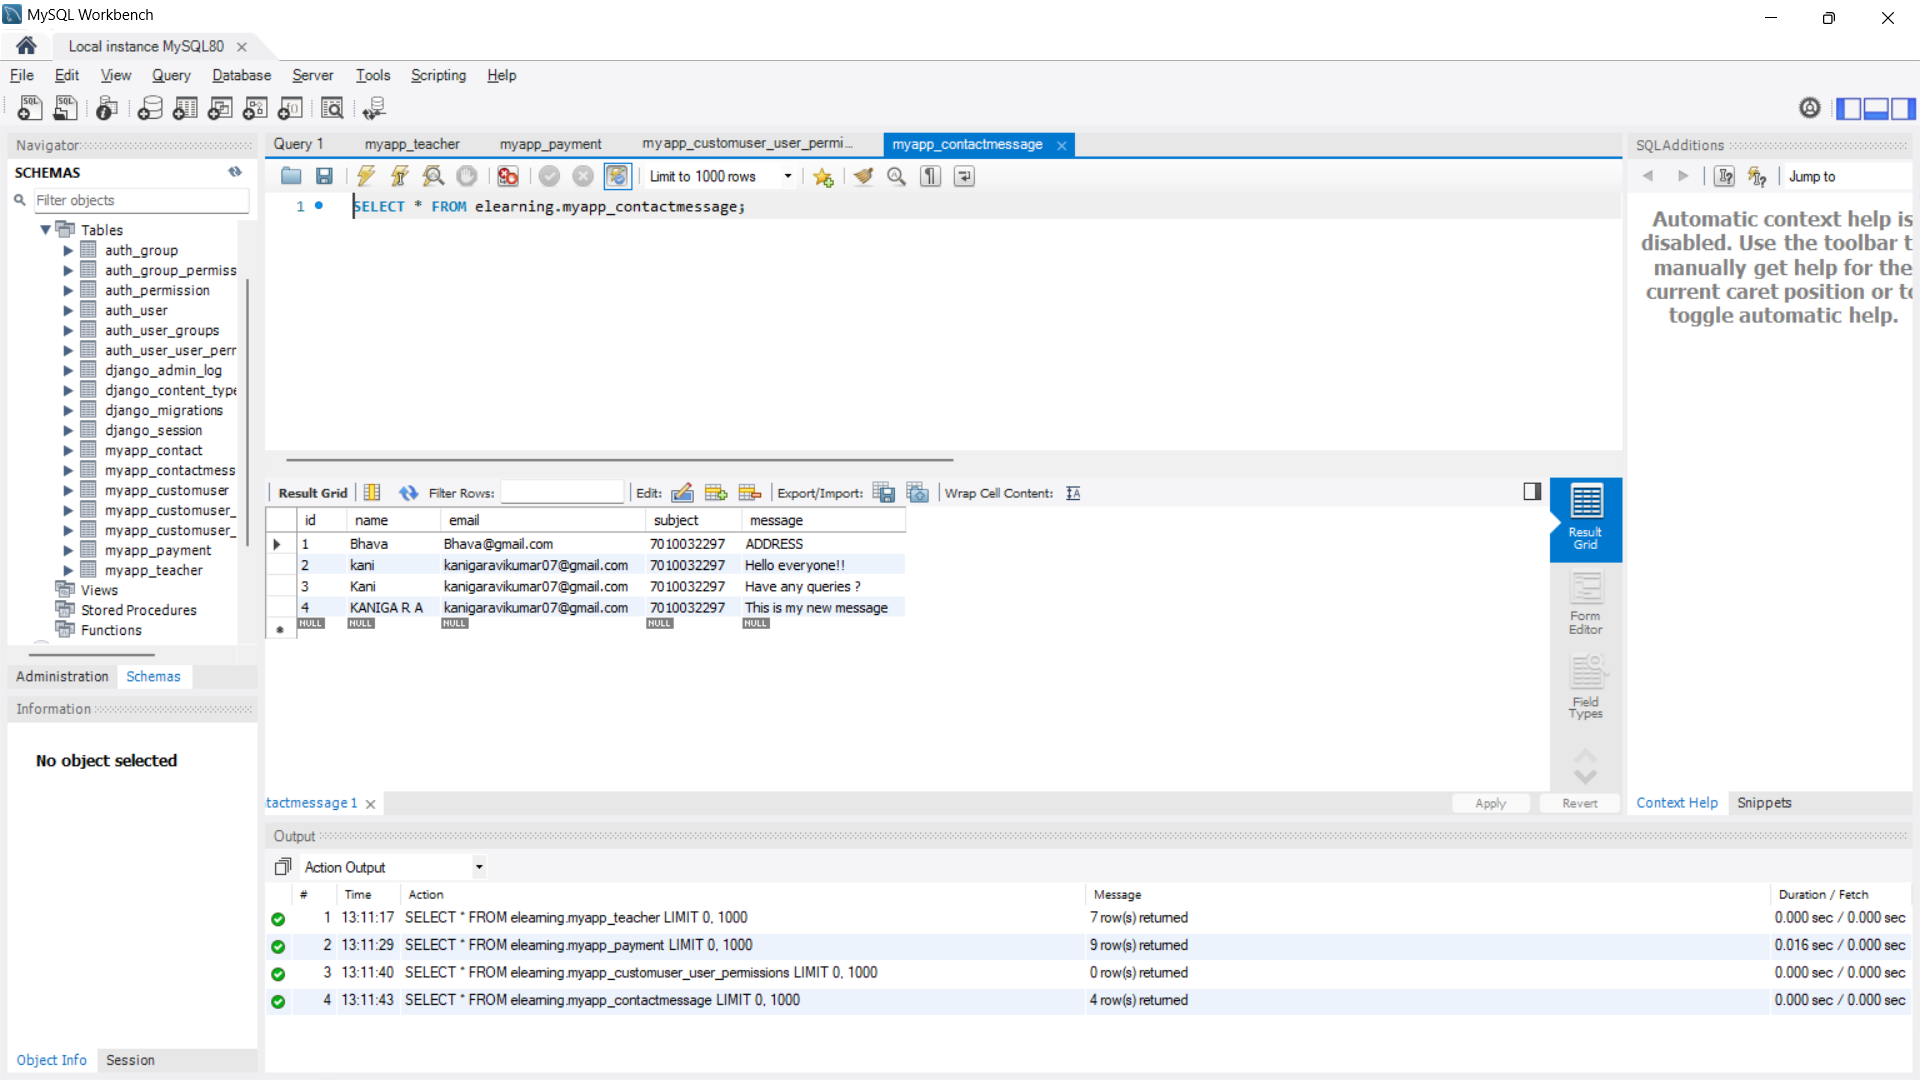 MySQL Workbench
Local instance MySQL80
File Edit View Query Database Server Tools Scripting Help
Navigator
SCHEMAS
Filter objects
Tables
auth_group
auth_group_permiss
auth_permission
auth_user
auth_user_groups
auth_user_user_perr
django_admin_log
django_content_type
django_migrations
django_session
myapp_contact
myapp_contactmess
myapp_customuser
myapp_customuser_
myapp_customuser_
myapp_payment
myapp_teacher
Views
Stored Procedures
Functions
Administration Schemas
Information
No object selected
Object Info Session
Query 1 myapp_teacher myapp_payment myapp_customuser_user_permi... myapp_contactmessage
Limit to 1000 rows
1 SELECT * FROM elearning.myapp_contactmessage;
Result Grid Filter Rows: Edit: Export/Import: Wrap Cell Content:
id name email subject message
1 Bhava Bhava@gmail.com 7010032297 ADDRESS
2 kani kanigaravikumar07@gmail.com 7010032297 Hello everyone!!
3 Kani kanigaravikumar07@gmail.com 7010032297 Have any queries ?
4 KANIGA R A kanigaravikumar07@gmail.com 7010032297 This is my new message
NULL NULL NULL NULL NULL
Result
Grid
Form
Editor
Field
Types
tactmessage 1
Apply Revert
SQLAdditions
Jump to
Automatic context help is
disabled. Use the toolbar t
manually get help for the
current caret position or to
toggle automatic help.
Context Help Snippets
Output
Action Output
# Time Action Message Duration / Fetch
1 13:11:17 SELECT * FROM elearning.myapp_teacher LIMIT 0, 1000 7 row(s) returned 0.000 sec / 0.000 sec
2 13:11:29 SELECT * FROM elearning.myapp_payment LIMIT 0, 1000 9 row(s) returned 0.016 sec / 0.000 sec
3 13:11:40 SELECT * FROM elearning.myapp_customuser_user_permissions LIMIT 0, 1000 0 row(s) returned 0.000 sec / 0.000 sec
4 13:11:43 SELECT * FROM elearning.myapp_contactmessage LIMIT 0, 1000 4 row(s) returned 0.000 sec / 0.000 sec